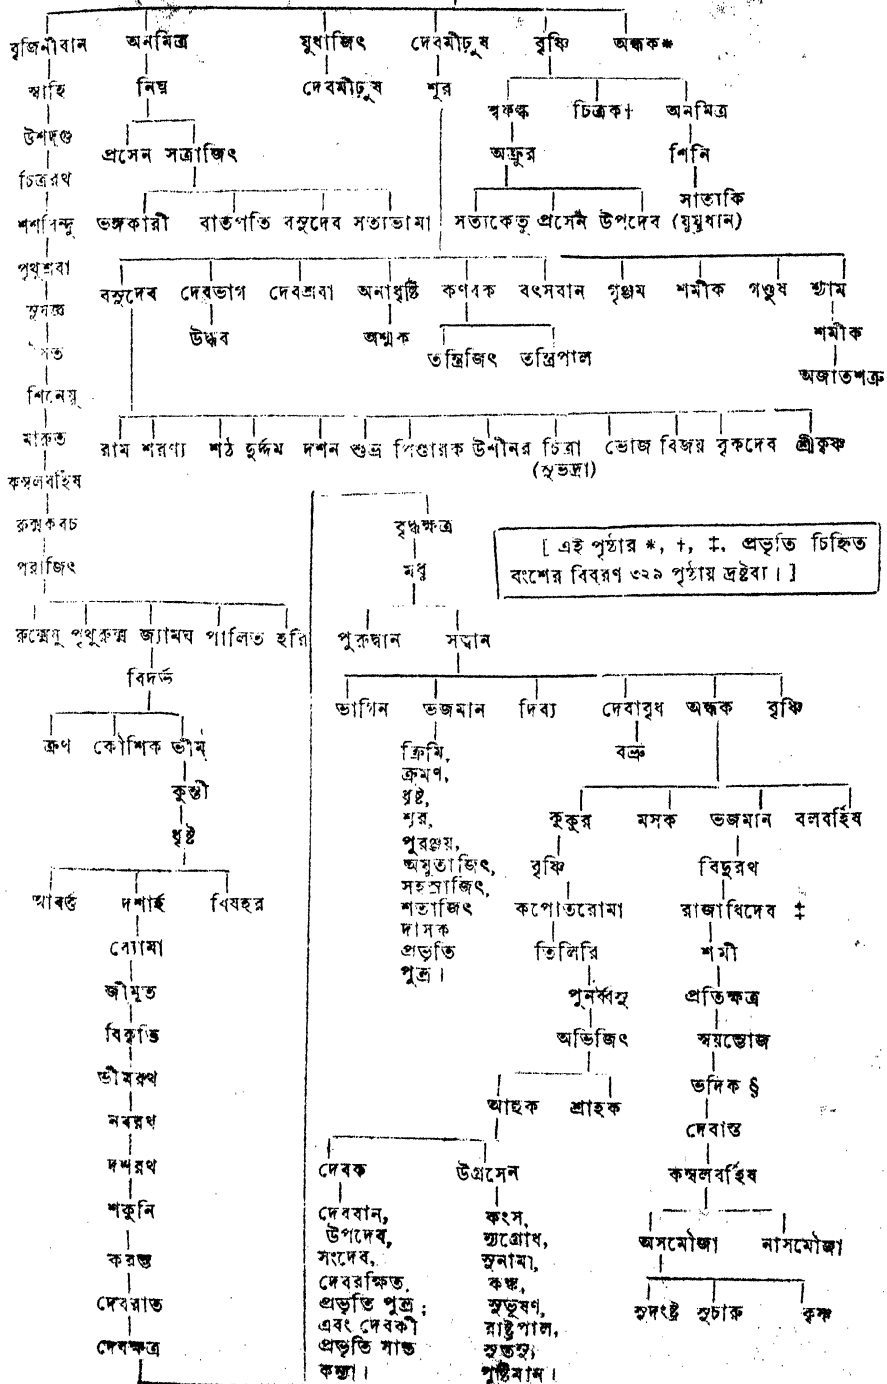 বৃজিনীবান অনমিত্র যুধাজিৎ দেবমীঢ়ুষ বৃষ্ণি অন্ধক*
স্বাহি নিঘ্ন দেবমীঢ়ুষ শূর
শ্বফল্ক চিত্রক† অনমিত্র
উশদ্গু
প্রসেন সত্রাজিৎ অক্রুর শিনি
চিত্ররথ
সাত্যকি
শশবিন্দু ভঙ্গকারী বাতপতি বসুদেব সত্যভামা সত্যকেতু প্রসেন উপদেব (যুযুধান)
পৃথুশ্রবা
বসুদেব দেবভাগ দেবশ্রবা অনাধৃষ্টি কণবক বৎসবান গৃঞ্জম শমীক গণ্ডুষ শ্যাম
সুযজ্ঞ
উদ্ধব অশ্মক শমীক
তন্ত্রিজিৎ তন্ত্রিপাল
অজাতশত্রু
শিনেয়ু
মারুত রাম শরণ্য শঠ দুর্দ্দম দশন শুভ্র পিণ্ডারক উশীনর চিত্রা ভোজ বিজয় বৃকদেব শ্রীকৃষ্ণ
(সুভদ্রা)
কম্বলবর্হিষ
রুক্মকবচ বৃদ্ধক্ষত্র
[ এই পৃষ্ঠার *, †, ‡, প্রভৃতি চিহ্নিত
বংশের বিবরণ ৩২৯ পৃষ্ঠায় দ্রষ্টব্য। ]
পরাজিৎ মধু
রুক্মেষু পৃথুরুক্ম জ্যামঘ পালিত হরি পুরুদ্বান সত্বান
বিদর্ভ
ভাগিন ভজমান দিব্য দেবাবৃধ অন্ধক বৃষ্ণি
ক্রথ কৌশিক ভীম
ক্রিমি, বভ্রু
ক্রমণ,
কুন্তী
ধৃষ্ট,
শূর, কুকুর মসক ভজমান বলবর্হিষ
ধৃষ্ট
পুরঞ্জয়,
অযুতাজিৎ, বৃষ্ণি বিদুরথ
সহস্রাজিৎ,
আবর্ত্ত দশার্হ বিষহর শতাজিৎ কপোতরোমা রাজাধিদেব ‡
দাসক
ব্যোমা প্রভৃতি তিলিরি শমী
পুত্র।
জীমূত পুনর্ব্বসু প্রতিক্ষত্র
বিকৃতি অভিজিৎ স্বয়ম্ভোজ
ভীমরথ হৃদিক §
আহুক শ্রাহক
নবরথ দেবান্ত
দশরথ দেবক উগ্রসেন কম্বলবর্হিষ
শকুনি দেববান, কংস,
উপদেব, ন্যগ্রোধ,
করম্ভ সংদেব, সুনামা, অসমৌজা নাসমৌজা
দেবরক্ষিত, কঙ্ক,
দেবরাত প্রভৃতি পুত্র; সুভূষণ, সুদংষ্ট্র সুচারু কৃষ্ণ
এবং দেবকী রাষ্ট্রপাল,
দেবক্ষত্র প্রভৃতি সাত সুতনু,
কন্যা। পুষ্টিমান।